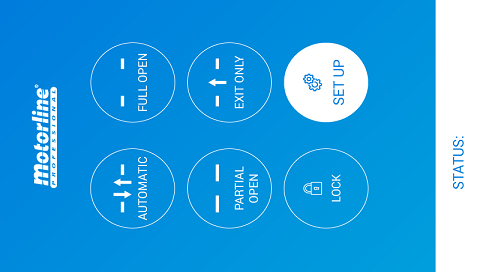 motorline®
PROFESSIONAL
AUTOMATIC
FULL OPEN
PARTIAL
OPEN
EXIT ONLY
LOCK
SET UP
STATUS: